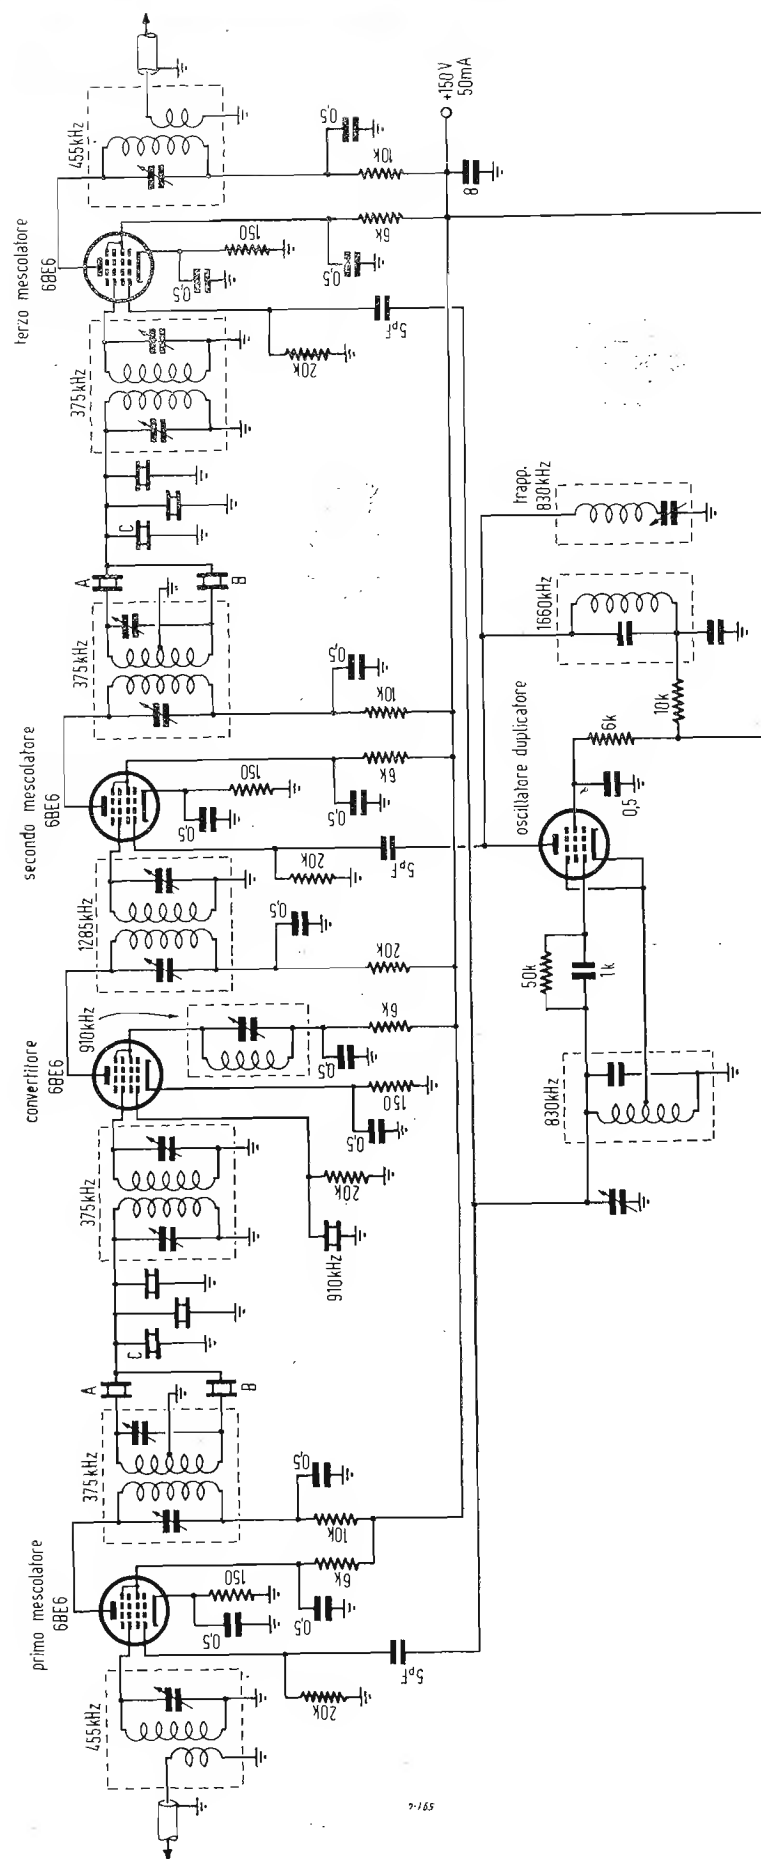 primo mescolatore
6BE6
455kHz
20k
5pF
0,5
150
0,5
6k
10k
0,5
375kHz
A
B
C
375kHz
convertitore
6BE6
910kHz
910kHz
20k
0,5
150
0,5
6k
20k
0,5
1285kHz
secondo mescolatore
6BE6
20k
5pF
0,5
150
0,5
6k
10k
0,5
375kHz
A
B
C
375kHz
terzo mescolatore
6BE6
20k
5pF
0,5
150
0,5
6k
10k
0,5
455kHz
8
+150V
50mA
830kHz
50k
1k
oscillatore duplicatore
0,5
6k
10k
1660kHz
trapp.
830kHz